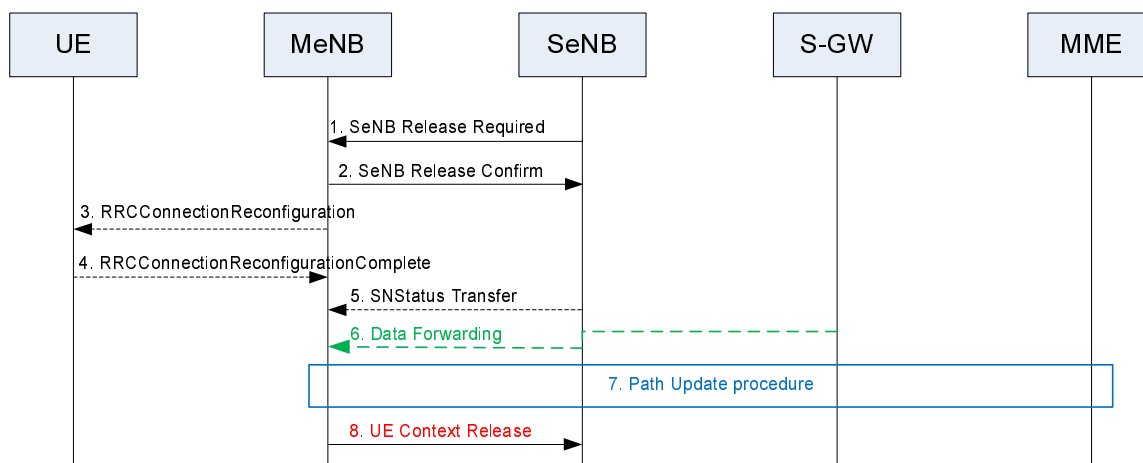 UE
MeNB
SeNB
S-GW
MME
1. SeNB Release Required
2. SeNB Release Confirm
3. RRCConnectionReconfiguration
4. RRCConnectionReconfigurationComplete
5. SNStatus Transfer
6. Data Forwarding
7. Path Update procedure
8. UE Context Release